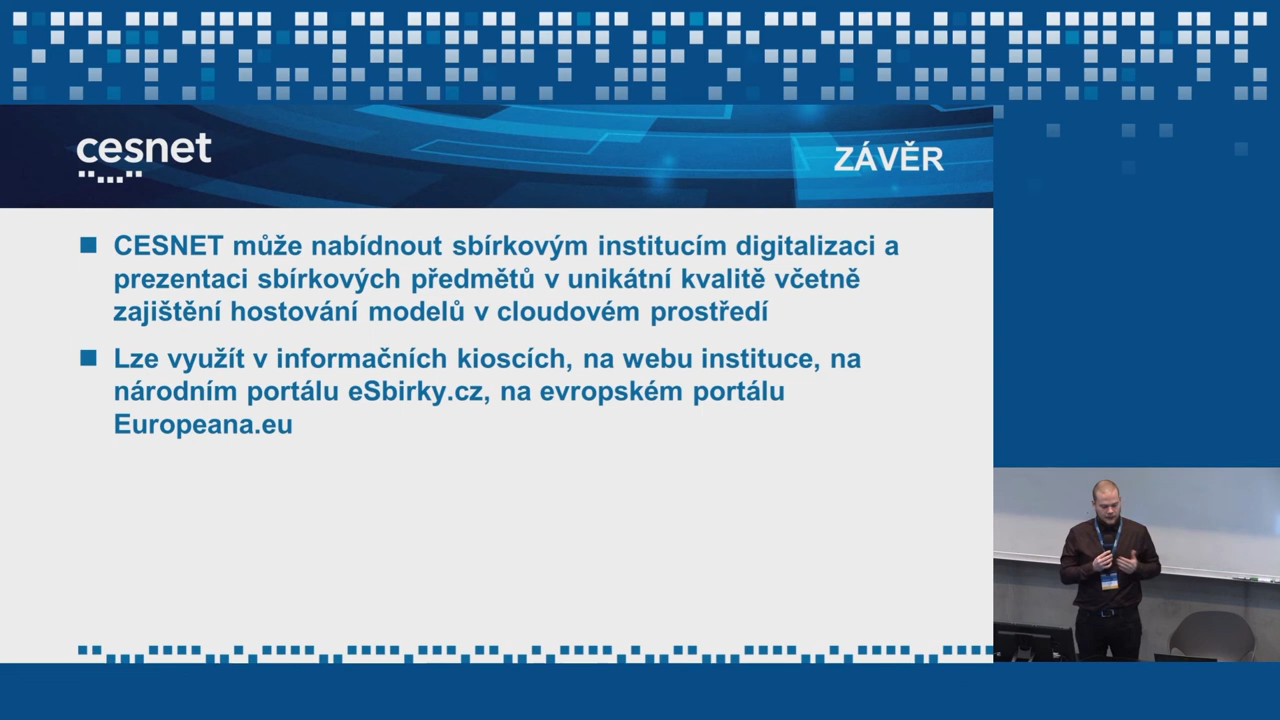 cesnet
ZÁVĚR
CESNET může nabídnout sbírkovým institucím digitalizaci a
prezentaci sbírkových předmětů v unikátní kvalitě včetně
zajištění hostování modelů v cloudovém prostředí
Lze využít v informačních kioscích, na webu instituce, na
národním portálu eSbirky.cz, na evropském portálu
Europeana.eu